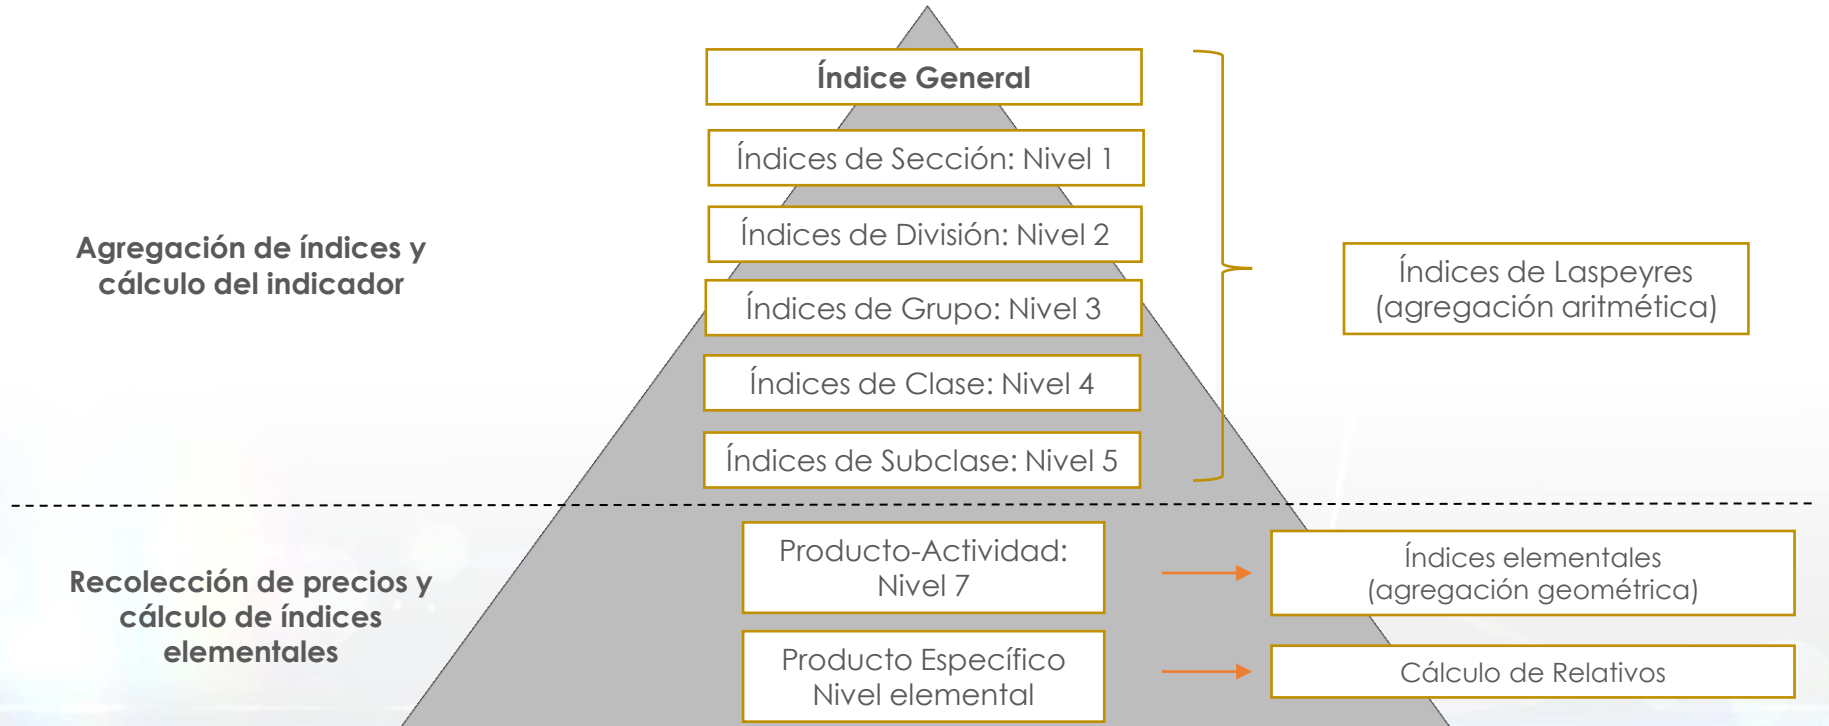 Índice General
Índices de Sección: Nivel 1
Índices de División: Nivel 2
Índices de Grupo: Nivel 3
Índices de Clase: Nivel 4
Índices de Subclase: Nivel 5
Agregación de índices y
cálculo del indicador
Índices de Laspeyres
(agregación aritmética)
Recolección de precios y
cálculo de índices
elementales
Producto-Actividad:
Nivel 7
Índices elementales
(agregación geométrica)
Producto Específico
Nivel elemental
Cálculo de Relativos